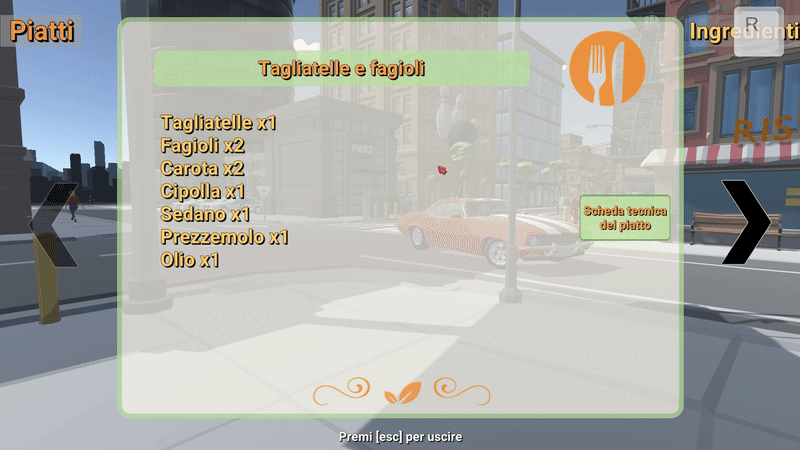 Piatti
R
Ingredienti
Tagliatelle e fagioli
Tagliatelle x1
Fagioli x2
Carota x2
Cipolla x1
Sedano x1
Prezzemolo x1
Olio x1
RIS
Scheda tecnica
del piatto
Premi [esc] per uscire